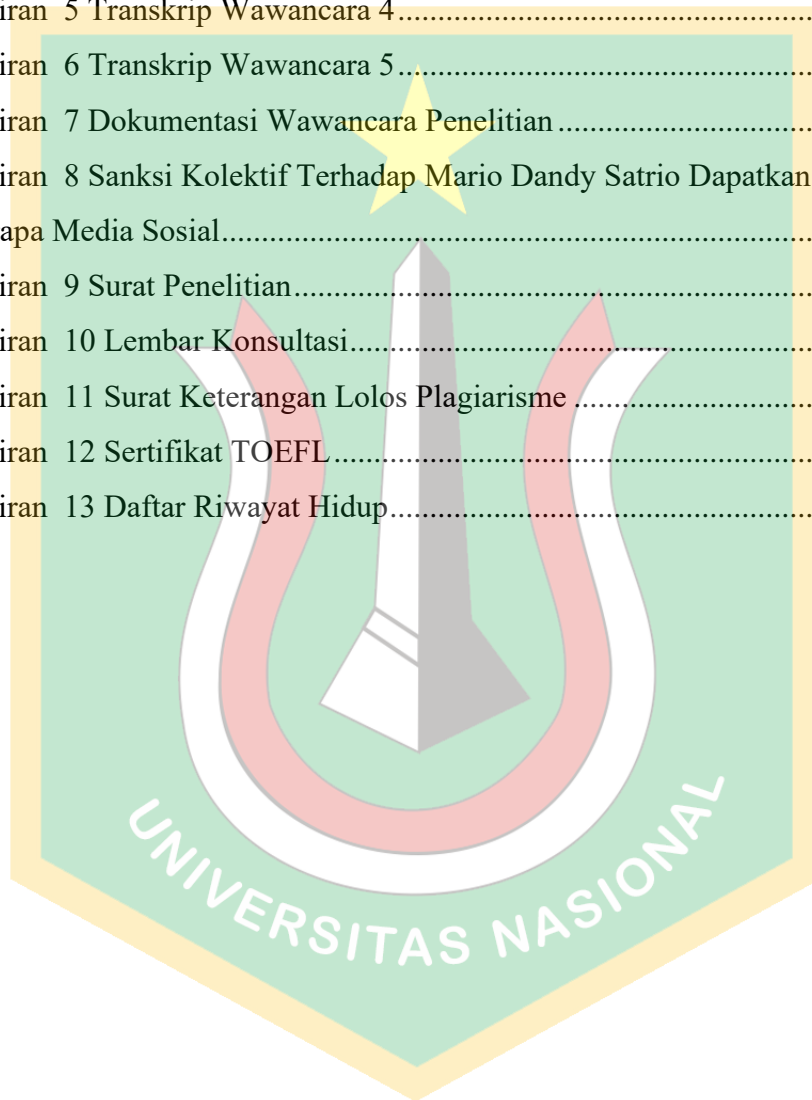 iran 5 Transkrip Wawancara 4..............................................................
iran 6 Transkrip Wawancara 5..............................................................
iran 7 Dokumentasi Wawancara Penelitian......................................
iran 8 Sanksi Kolektif Terhadap Mario Dandy Satrio Dapatkan
apa Media Sosial....................................................................................
iran 9 Surat Penelitian...........................................................................
iran 10 Lembar Konsultasi....................................................................
iran 11 Surat Keterangan Lolos Plagiarisme...................................
iran 12 Sertifikat TOEFL.......................................................................
iran 13 Daftar Riwayat Hidup...............................................................
UNIVERSITAS NASIONAL